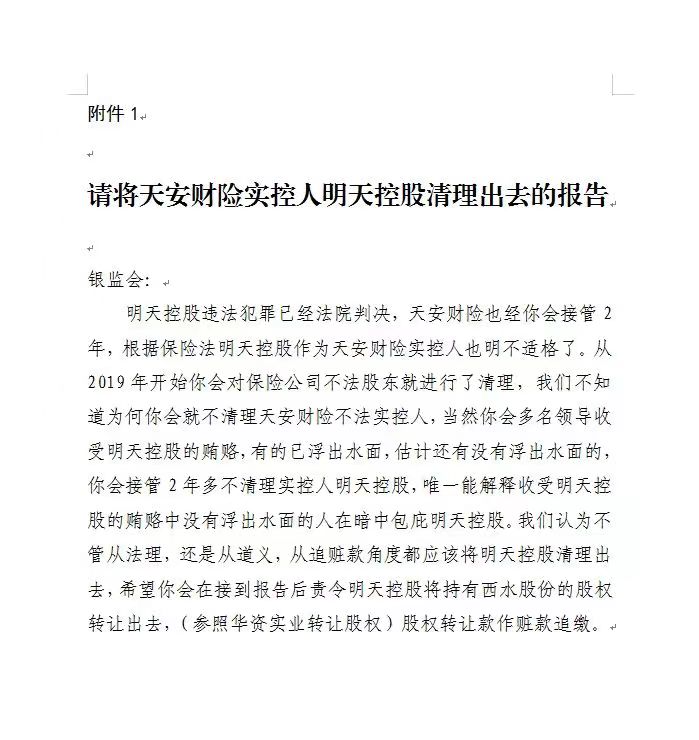 附件 1
请将天安财险实控人明天控股清理出去的报告
银监会：
明天控股违法犯罪已经法院判决，天安财险也经你会接管 2
年，根据保险法明天控股作为天安财险实控人也明不适格了。从
2019 年开始你会对保险公司不法股东就进行了清理，我们不知
道为何你会就不清理天安财险不法实控人，当然你会多名领导收
受明天控股的贿赂，有的已浮出水面，估计还有没有浮出水面的，
你会接管 2 年多不清理实控人明天控股，唯一能解释收受明天控
股的贿赂中没有浮出水面的人在暗中包庇明天控股。我们认为不
管从法理，还是从道义，从追赃款角度都应该将明天控股清理出
去，希望你会在接到报告后责令明天控股将持有西水股份的股权
转让出去，（参照华资实业转让股权）股权转让款作赃款追缴。